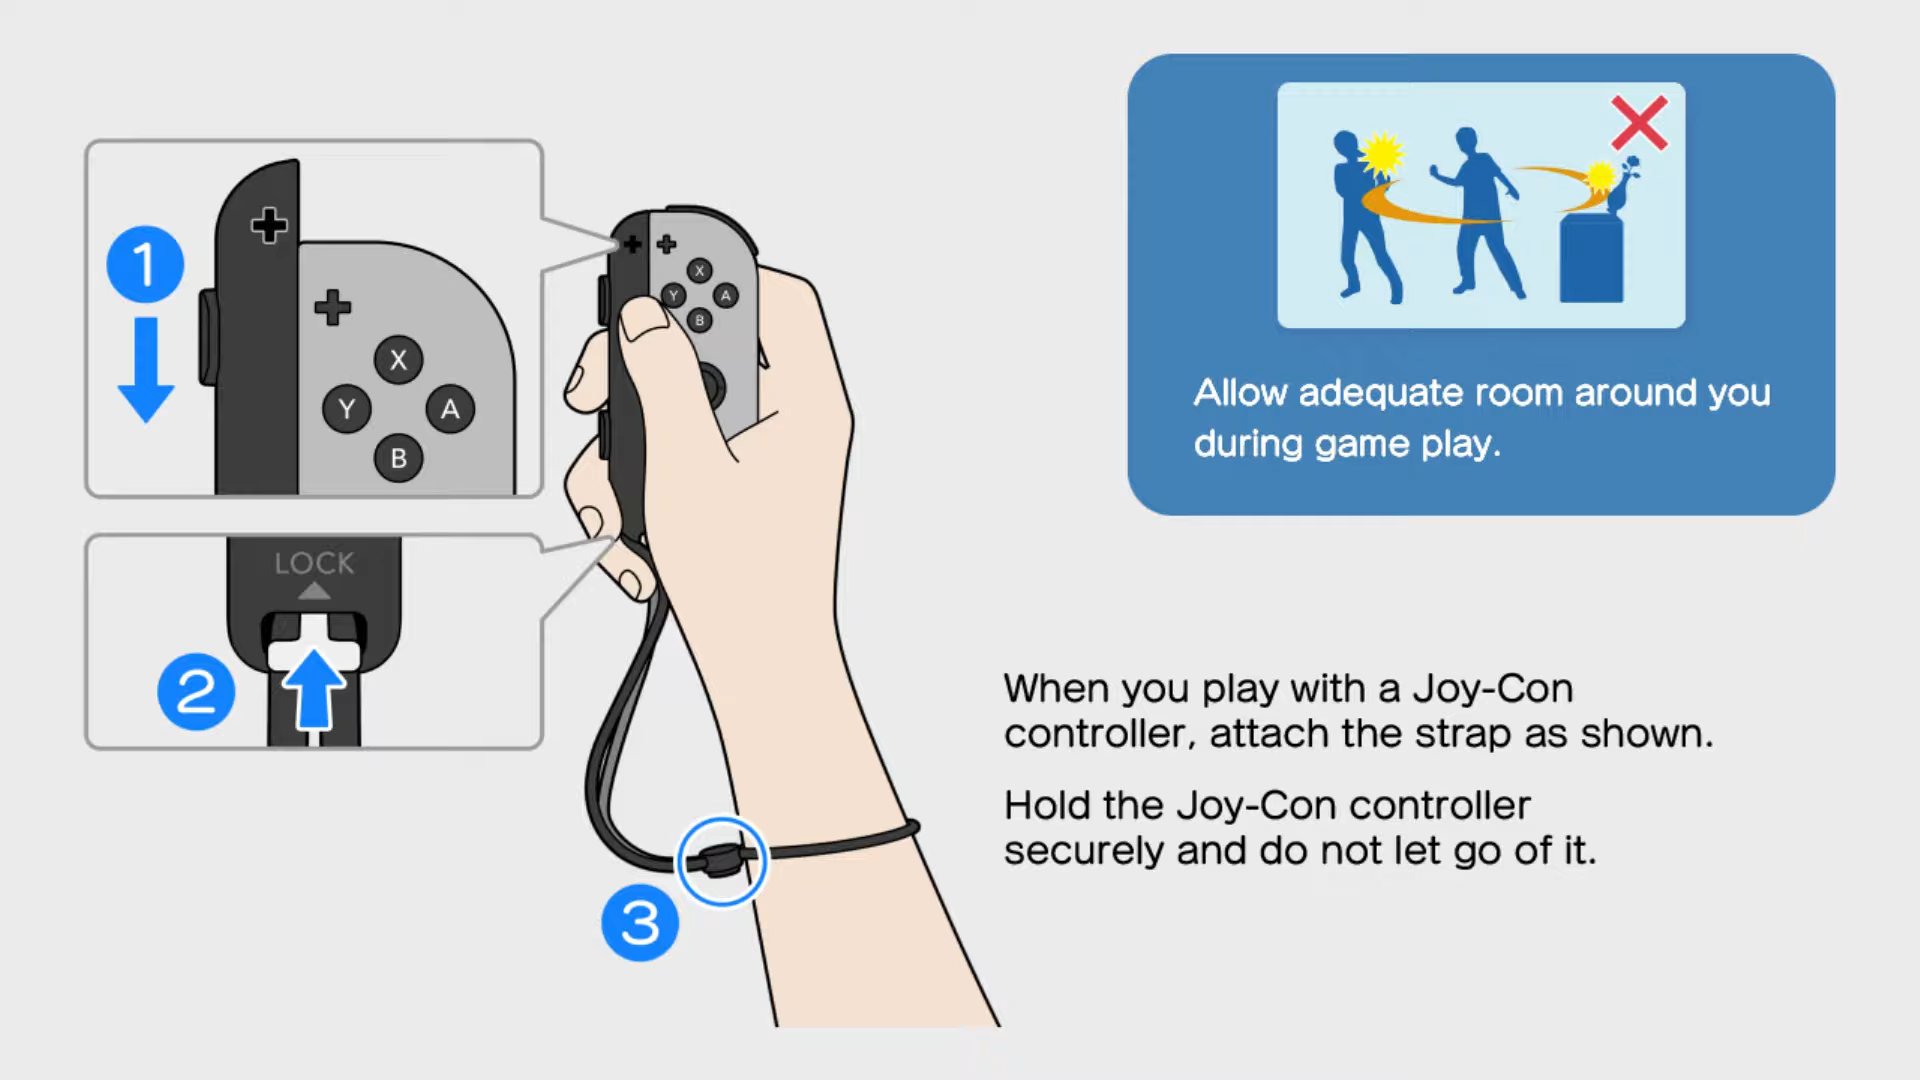 1
X
Y
A
B
LOCK
2
X
Y
A
B
3
Allow adequate room around you
during game play.
When you play with a Joy-Con
controller, attach the strap as shown.
Hold the Joy-Con controller
securely and do not let go of it.